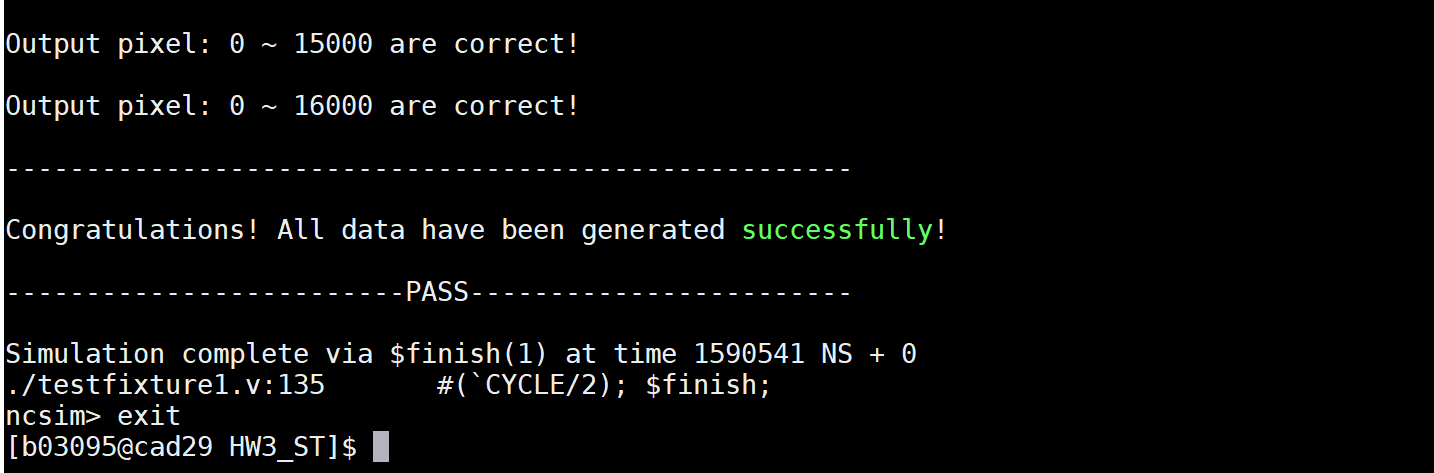 Output pixel: 0 ~ 15000 are correct!
Output pixel: 0 ~ 16000 are correct!
-----------------------------------------------------
Congratulations! All data have been generated successfully!
-------------------------PASS------------------------
Simulation complete via $finish(1) at time 1590541 NS + 0
./testfixture1.v:135       #(`CYCLE/2); $finish;
ncsim> exit
[b03095@cad29 HW3_ST]$